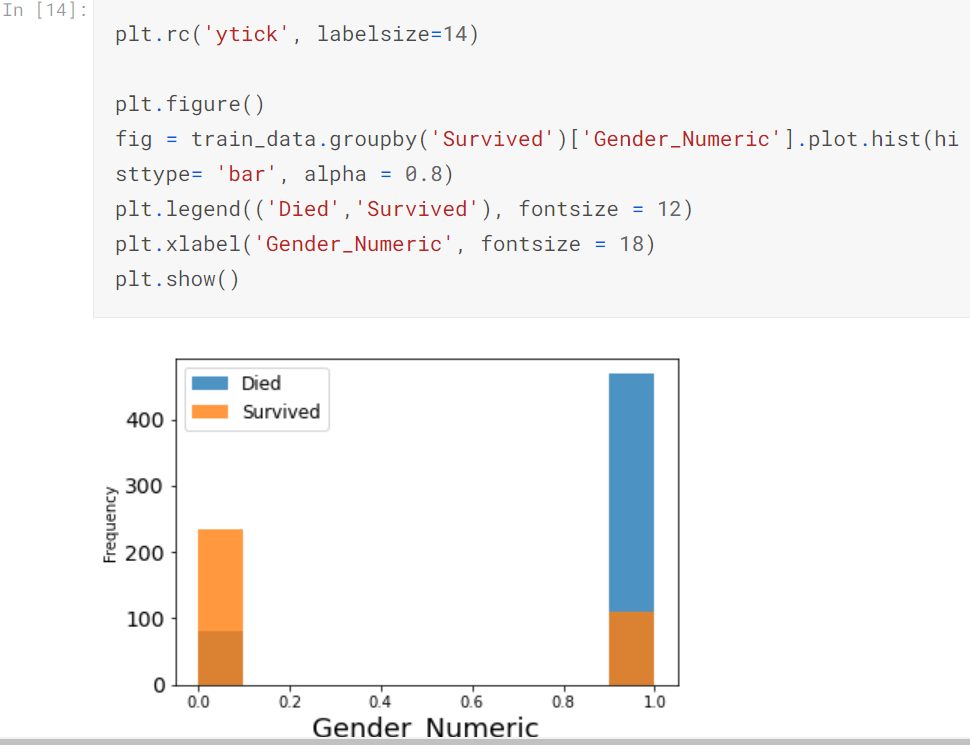 In [14]:
plt.rc('ytick', labelsize=14)
plt.figure()
fig = train_data.groupby('Survived')['Gender_Numeric'].plot.hist(hi
sttype= 'bar', alpha = 0.8)
plt.legend(('Died','Survived'), fontsize = 12)
plt.xlabel('Gender_Numeric', fontsize = 18)
plt.show()
Died
Survived
400
300
200
100
0
Frequency
0.0 0.2 0.4 0.6 0.8 1.0
Gender Numeric